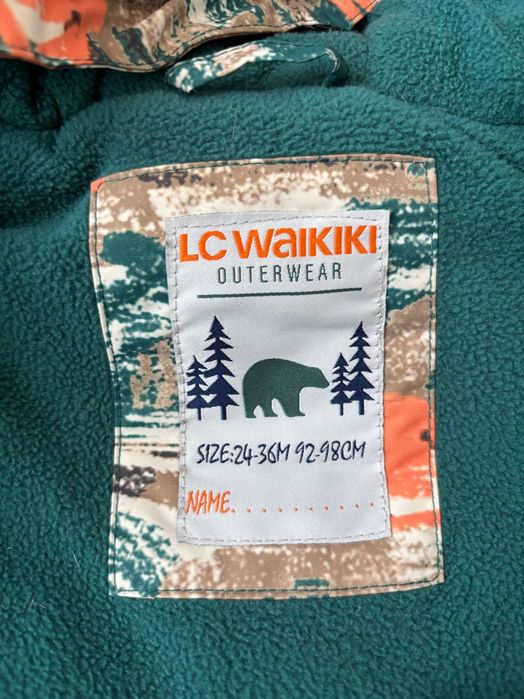 LC WAIKIKI
OUTERWEAR
SIZE:24-36M 92-98CM
NAME. . . . . . . . . . .